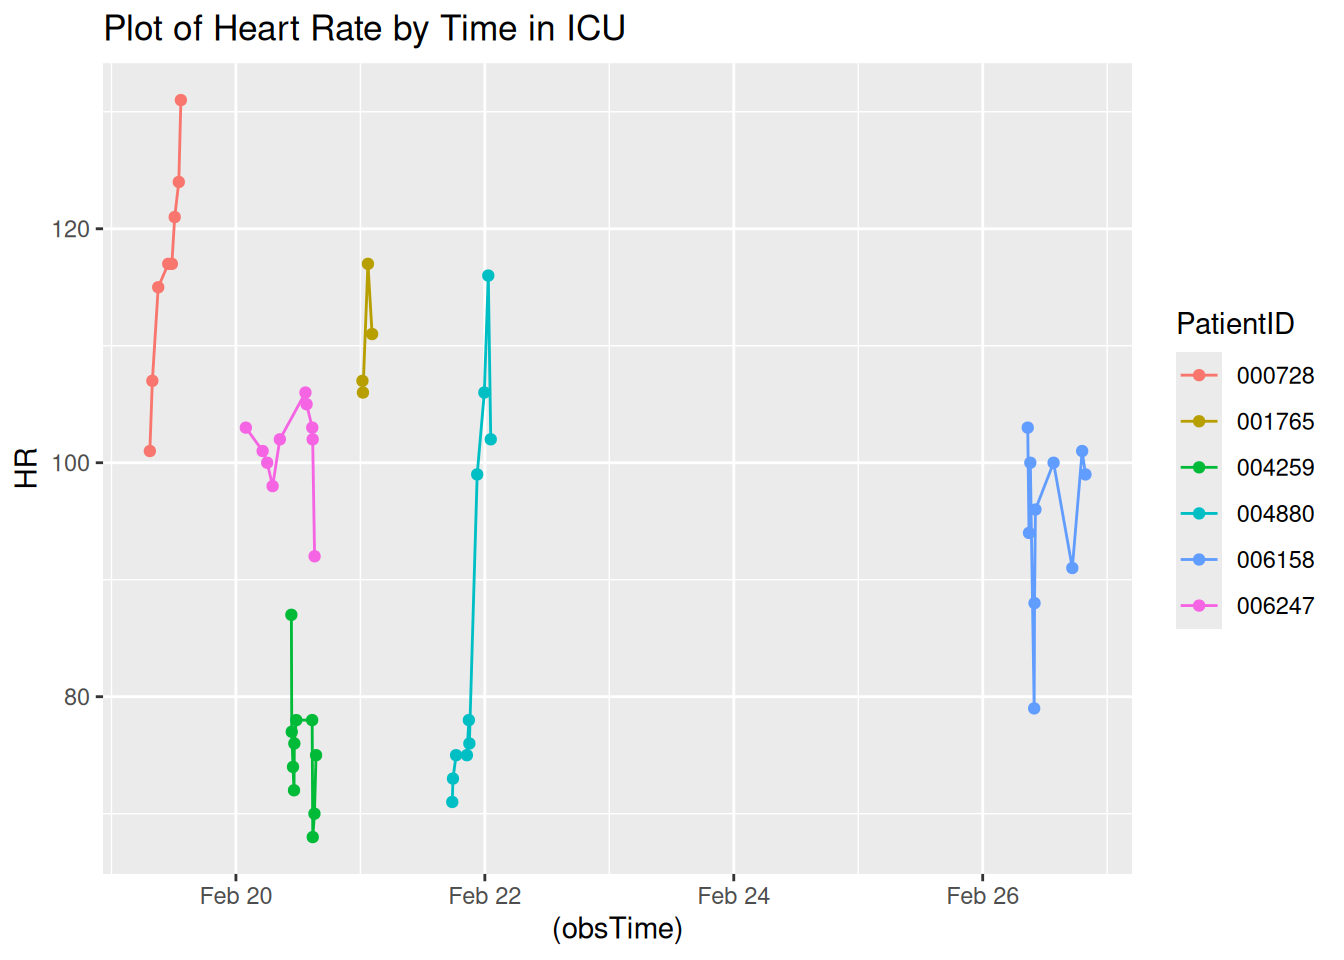 Plot of Heart Rate by Time in ICU
HR
120
100
80
Feb 20
Feb 22
Feb 24
Feb 26
(obsTime)
PatientID
000728
001765
004259
004880
006158
006247